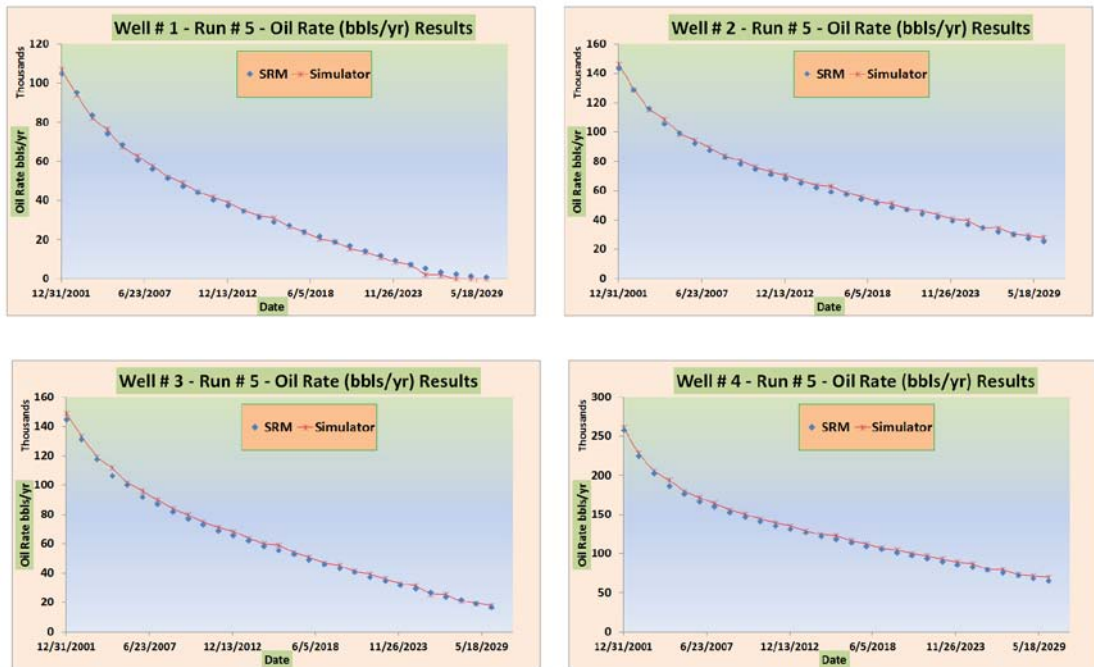 Well # 1 - Run # 5 - Oil Rate (bbls/yr) Results
SRM Simulator
Thousands
Oil Rate bbls/yr
120
100
80
60
40
20
0
12/31/2001 6/23/2007 12/13/2012 6/5/2018 11/26/2023 5/18/2029
Date
Well # 2 - Run # 5 - Oil Rate (bbls/yr) Results
SRM Simulator
Thousands
Oil Rate bbls/yr
160
140
120
100
80
60
40
20
0
12/31/2001 6/23/2007 12/13/2012 6/5/2018 11/26/2023 5/18/2029
Date
Well # 3 - Run # 5 - Oil Rate (bbls/yr) Results
SRM Simulator
Thousands
Oil Rate bbls/yr
160
140
120
100
80
60
40
20
0
12/31/2001 6/23/2007 12/13/2012 6/5/2018 11/26/2023 5/18/2029
Date
Well # 4 - Run # 5 - Oil Rate (bbls/yr) Results
SRM Simulator
Thousands
Oil Rate bbls/yr
300
250
200
150
100
50
0
12/31/2001 6/23/2007 12/13/2012 6/5/2018 11/26/2023 5/18/2029
Date